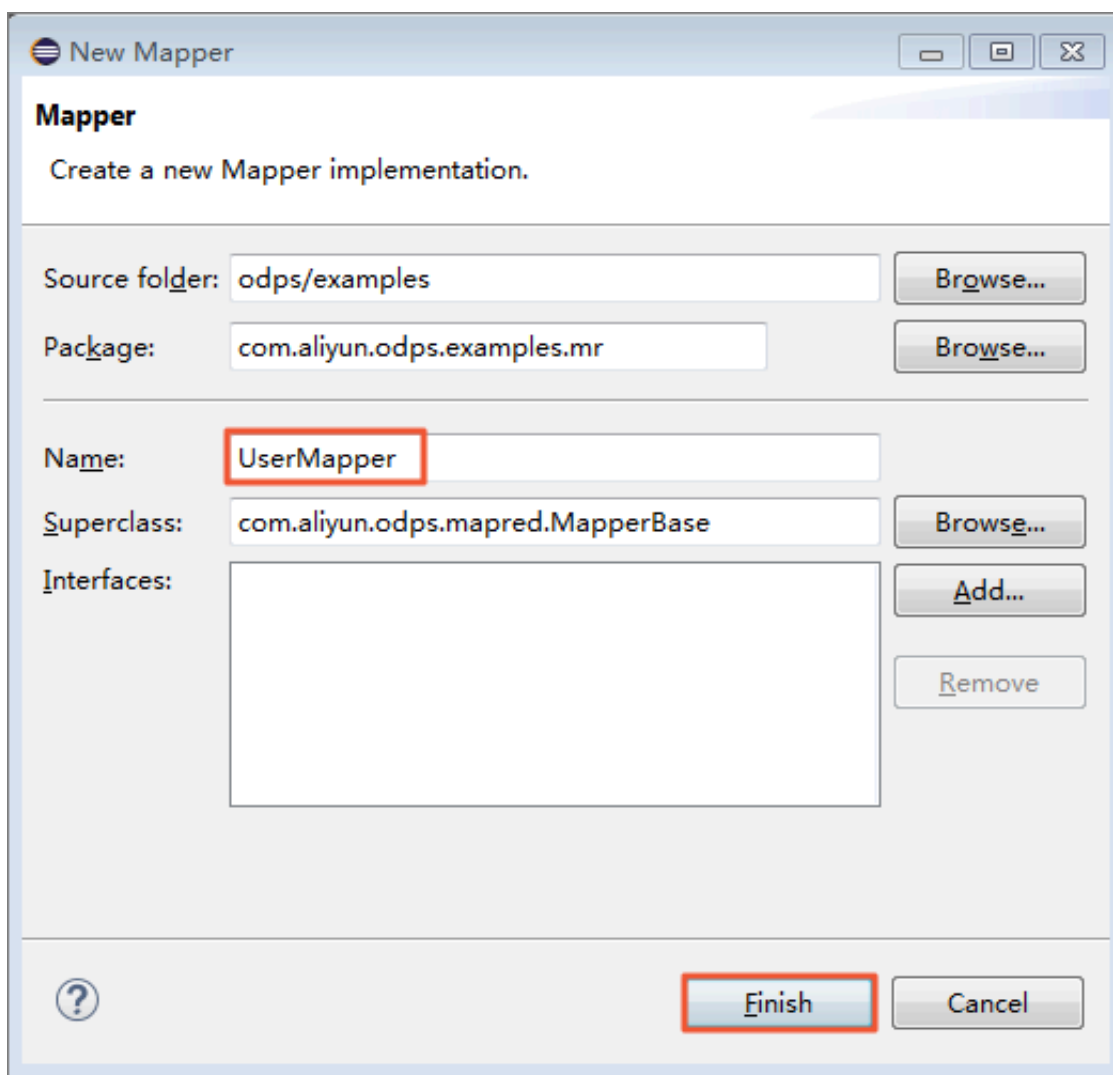 New Mapper
Mapper
Create a new Mapper implementation.
Source folder: odps/examples Browse...
Package: com.aliyun.odps.examples.mr Browse...
Name: UserMapper
Superclass: com.aliyun.odps.mapred.MapperBase Browse...
Interfaces: Add...
Remove
? Finish Cancel